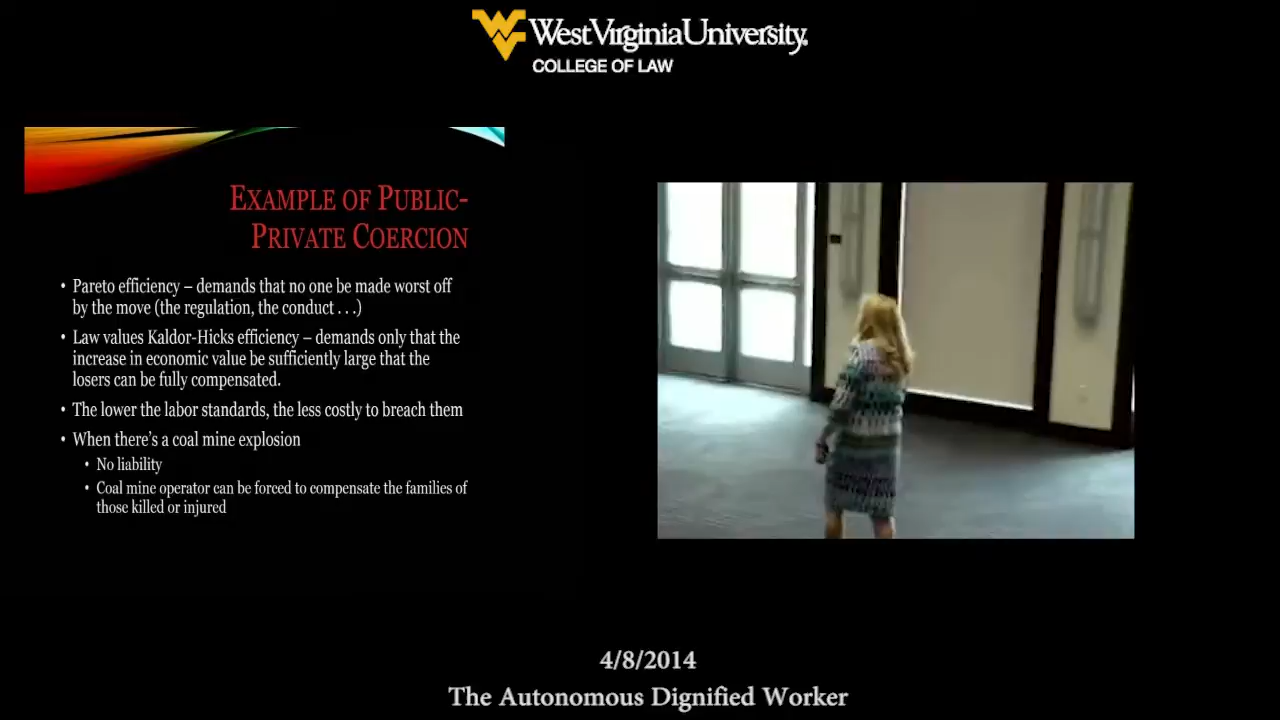 WestVirginiaUniversity.
COLLEGE OF LAW
EXAMPLE OF PUBLIC-
PRIVATE COERCION
• Pareto efficiency – demands that no one be made worst off
by the move (the regulation, the conduct . . .)
• Law values Kaldor-Hicks efficiency – demands only that the
increase in economic value be sufficiently large that the
losers can be fully compensated.
• The lower the labor standards, the less costly to breach them
• When there's a coal mine explosion
• No liability
• Coal mine operator can be forced to compensate the families of
those killed or injured
4/8/2014
The Autonomous Dignified Worker